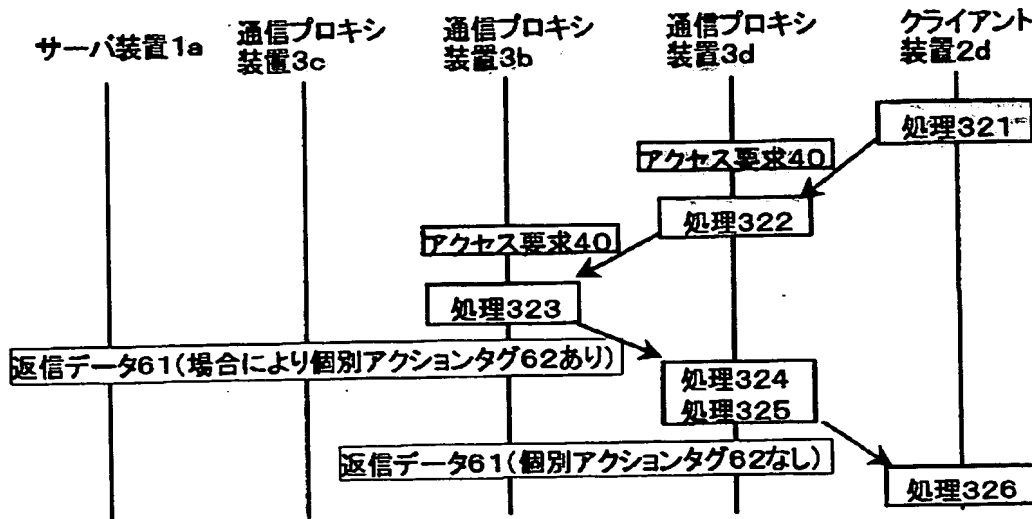 サーバ装置1a
通信プロキシ
装置3c
通信プロキシ
装置3b
通信プロキシ
装置3d
クライアント
装置2d
処理321
アクセス要求40
処理322
アクセス要求40
処理323
返信データ61(場合により個別アクションタグ62あり)
処理324
処理325
返信データ61(個別アクションタグ62なし)
処理326